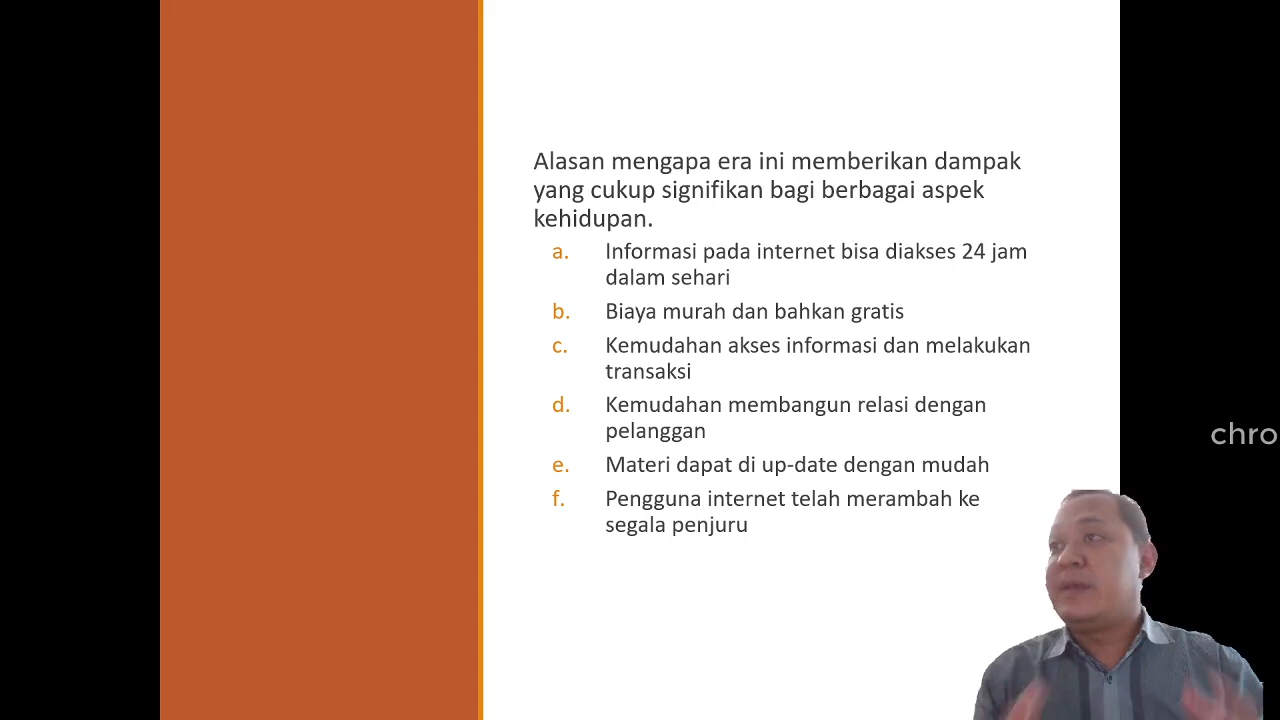 Alasan mengapa era ini memberikan dampak
yang cukup signifikan bagi berbagai aspek
kehidupan.
a. Informasi pada internet bisa diakses 24 jam
dalam sehari
b. Biaya murah dan bahkan gratis
c. Kemudahan akses informasi dan melakukan
transaksi
d. Kemudahan membangun relasi dengan
pelanggan
e. Materi dapat di up-date dengan mudah
f. Pengguna internet telah merambah ke
segala penjuru
chro